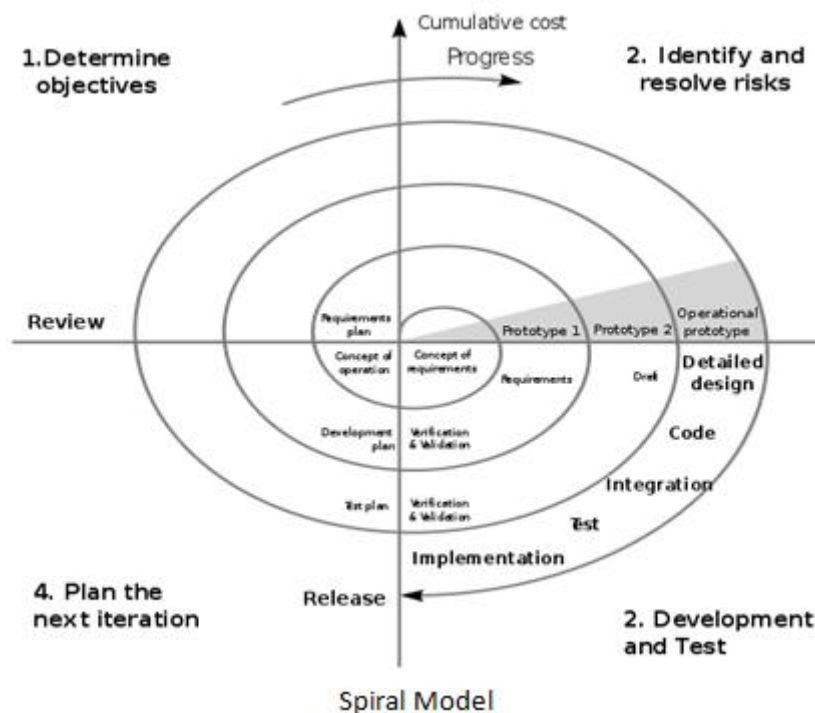 Cumulative cost
Progress
1.Determine
objectives
2. Identify and
resolve risks
Review
Requirements
plan
Prototype 1
Prototype 2
Operational
prototype
Concept of
operation
Concept of
requirements
Requirements
Detailed
design
Development
plan
Verification
& Validation
Code
Test plan
Verification
& Validation
Integration
Test
Implementation
Release
4. Plan the
next iteration
2. Development
and Test
Spiral Model